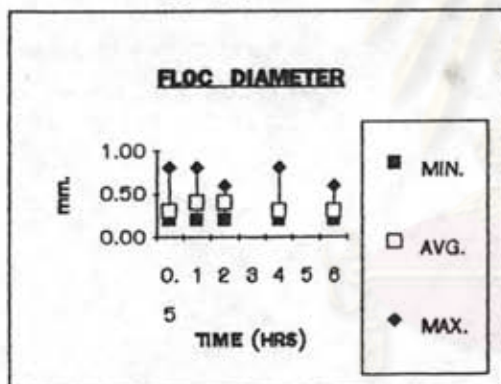 FLOC DIAMETER
1.00
0.50
0.00
mm.
0. 1 2 3 4 5 6
5
TIME (HRS)
MIN.
AVG.
MAX.